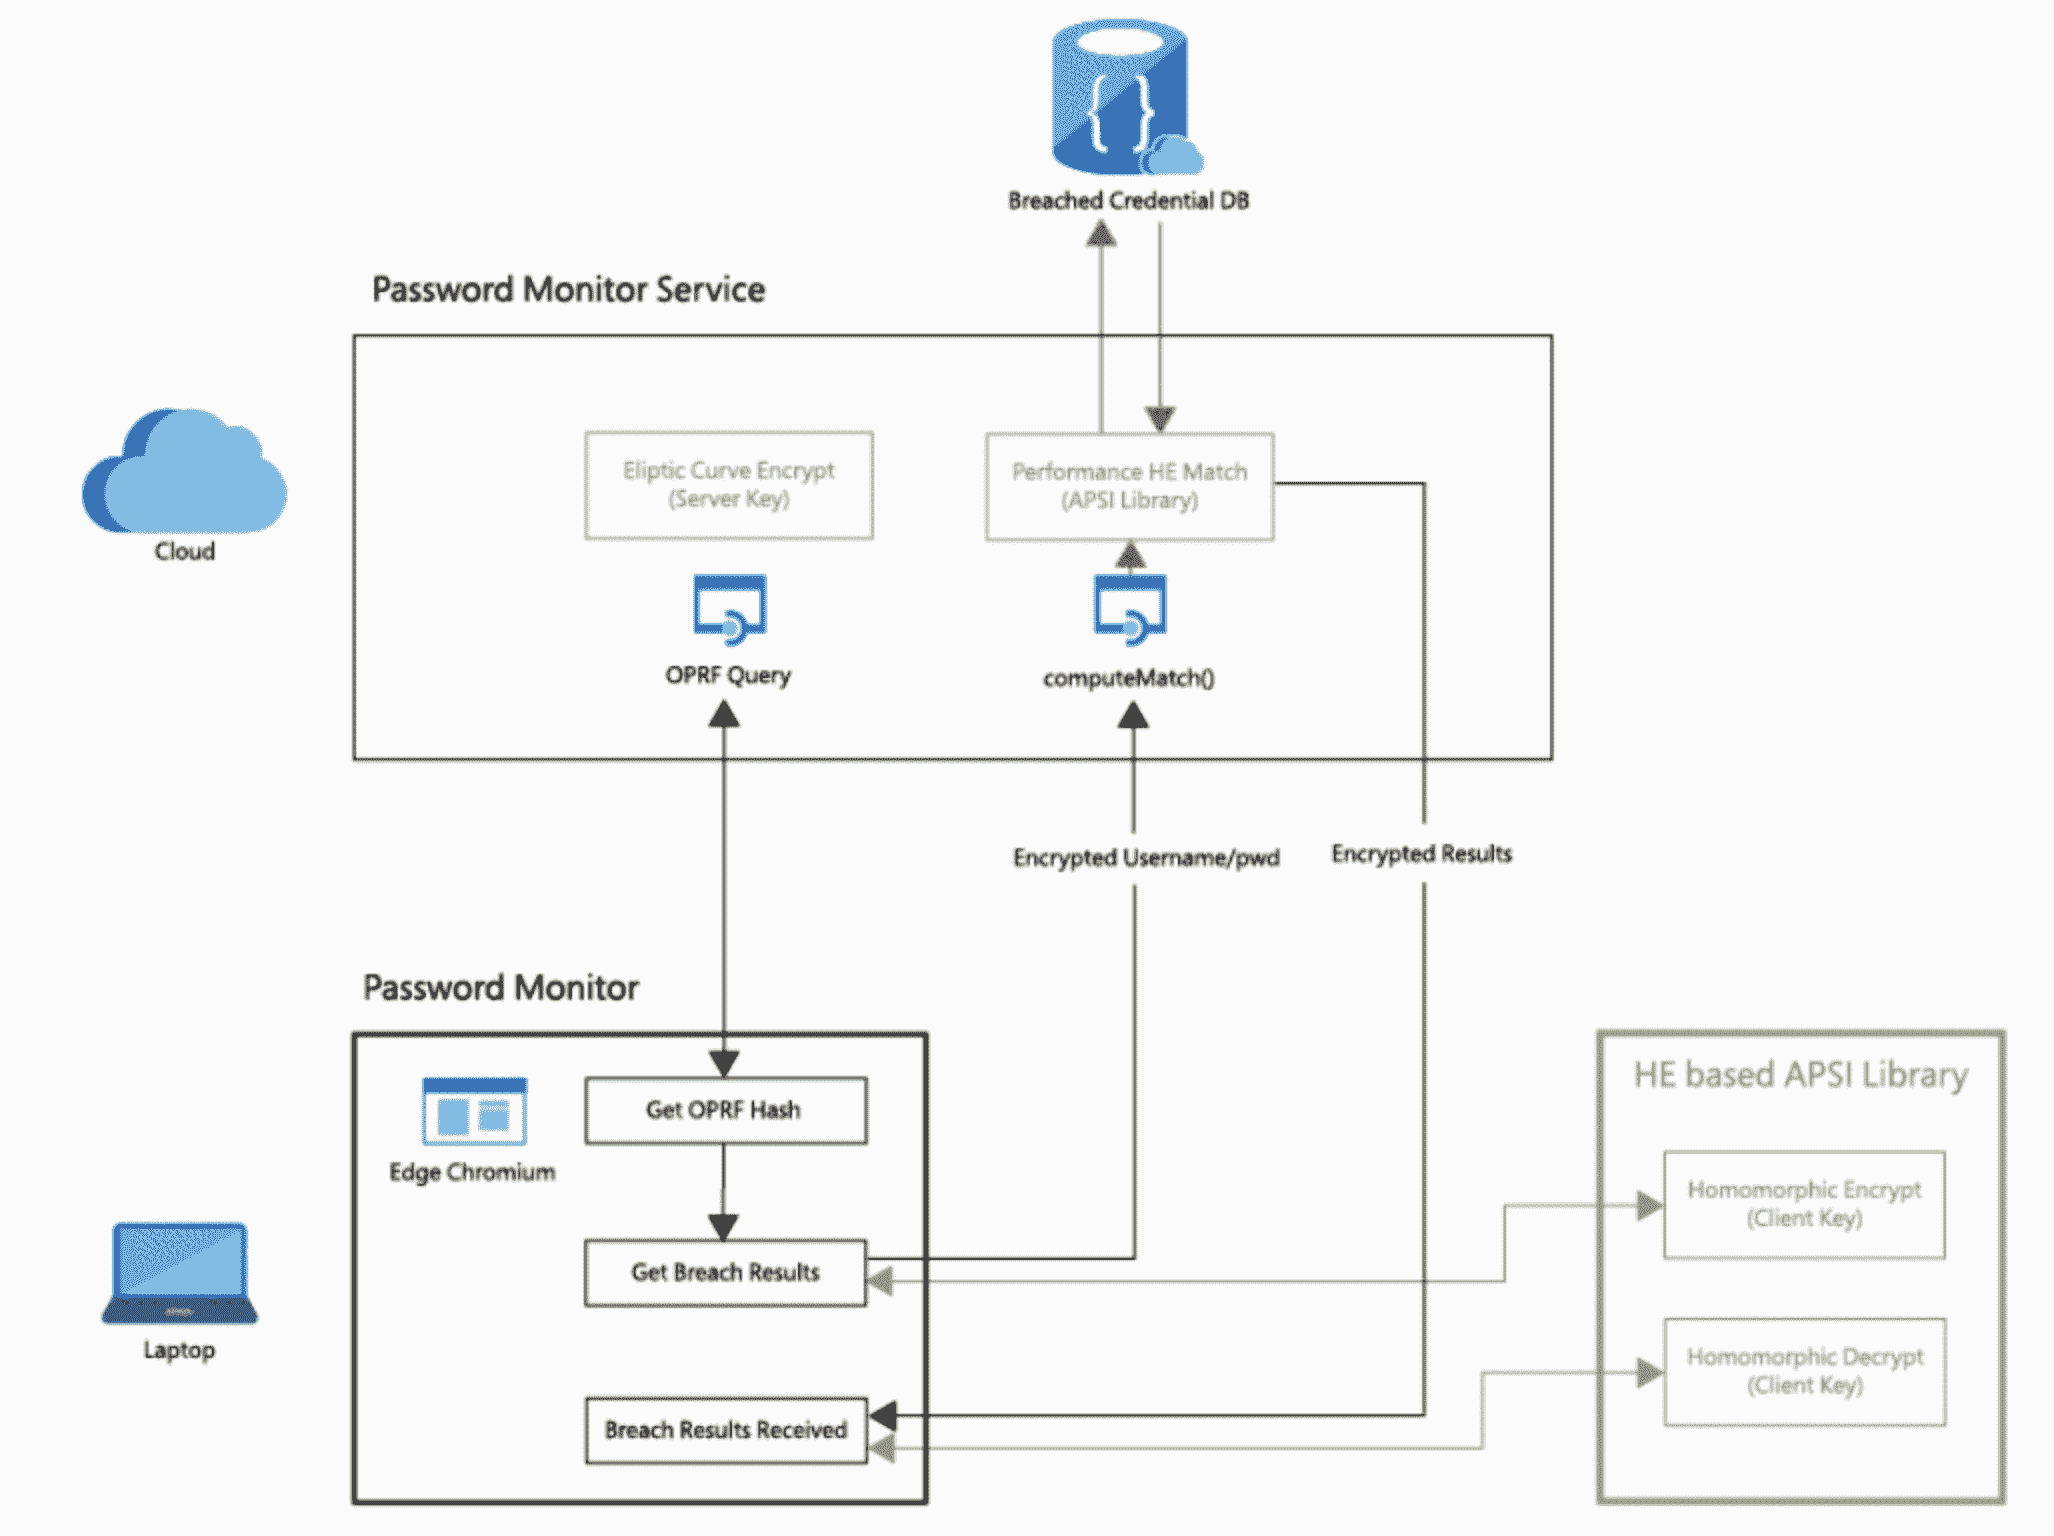 Breached Credential DB
Password Monitor Service
Eliptic Curve Encrypt
(Server Key)
Performance HE Match
(APSI Library)
Cloud
OPRF Query
computeMatch()
Encrypted Username/pwd
Encrypted Results
Password Monitor
HE based APSI Library
Get OPRF Hash
Edge Chromium
Homomorphic Encrypt
(Client Key)
Get Breach Results
Laptop
Homomorphic Decrypt
(Client Key)
Breach Results Received